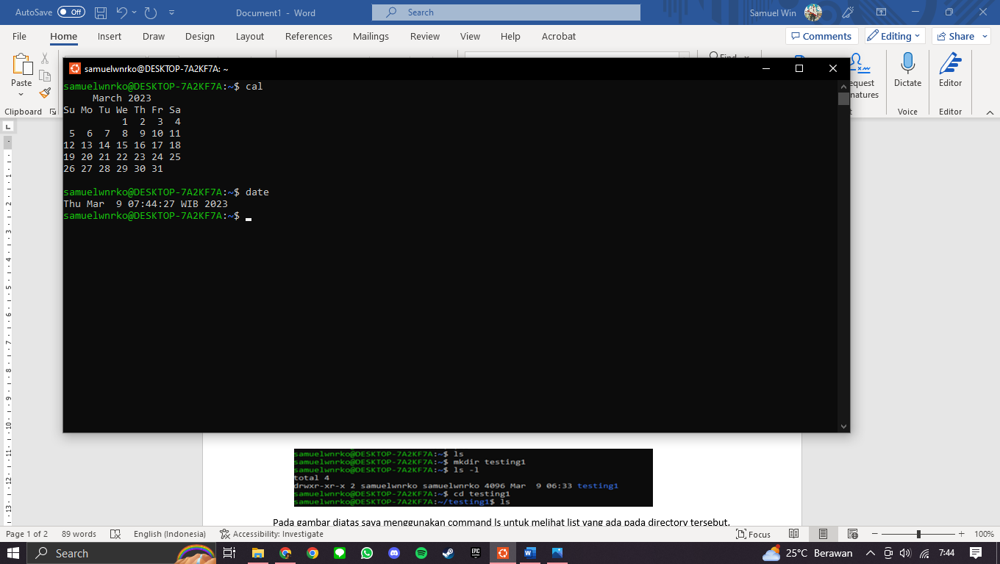 AutoSave Off Document1 - Word Search Samuel Win
File Home Insert Draw Design Layout References Mailings Review View Help Acrobat Comments Editing Share
Paste
Clipboard
Find
Dictate
Editor
Voice
Editor
samuelwnrko@DESKTOP-7A2KF7A: ~
samuelwnrko@DESKTOP-7A2KF7A:~$ cal
March 2023
Su Mo Tu We Th Fr Sa
1 2 3 4
5 6 7 8 9 10 11
12 13 14 15 16 17 18
19 20 21 22 23 24 25
26 27 28 29 30 31
samuelwnrko@DESKTOP-7A2KF7A:~$ date
Thu Mar  9 07:44:27 WIB 2023
samuelwnrko@DESKTOP-7A2KF7A:~$
samuelwnrko@DESKTOP-7A2KF7A:~$ ls
samuelwnrko@DESKTOP-7A2KF7A:~$ mkdir testing1
samuelwnrko@DESKTOP-7A2KF7A:~$ ls -l
total 4
drwxr-xr-x 2 samuelwnrko samuelwnrko 4096 Mar  9 06:33 testing1
samuelwnrko@DESKTOP-7A2KF7A:~$ cd testing1
samuelwnrko@DESKTOP-7A2KF7A:~/testing1$ ls
Pada gambar diatas saya menggunakan command ls untuk melihat list yang ada pada directory tersebut.
Page 1 of 2 89 words English (Indonesia) Accessibility: Investigate Focus 100%
Search 25°C Berawan 7:44